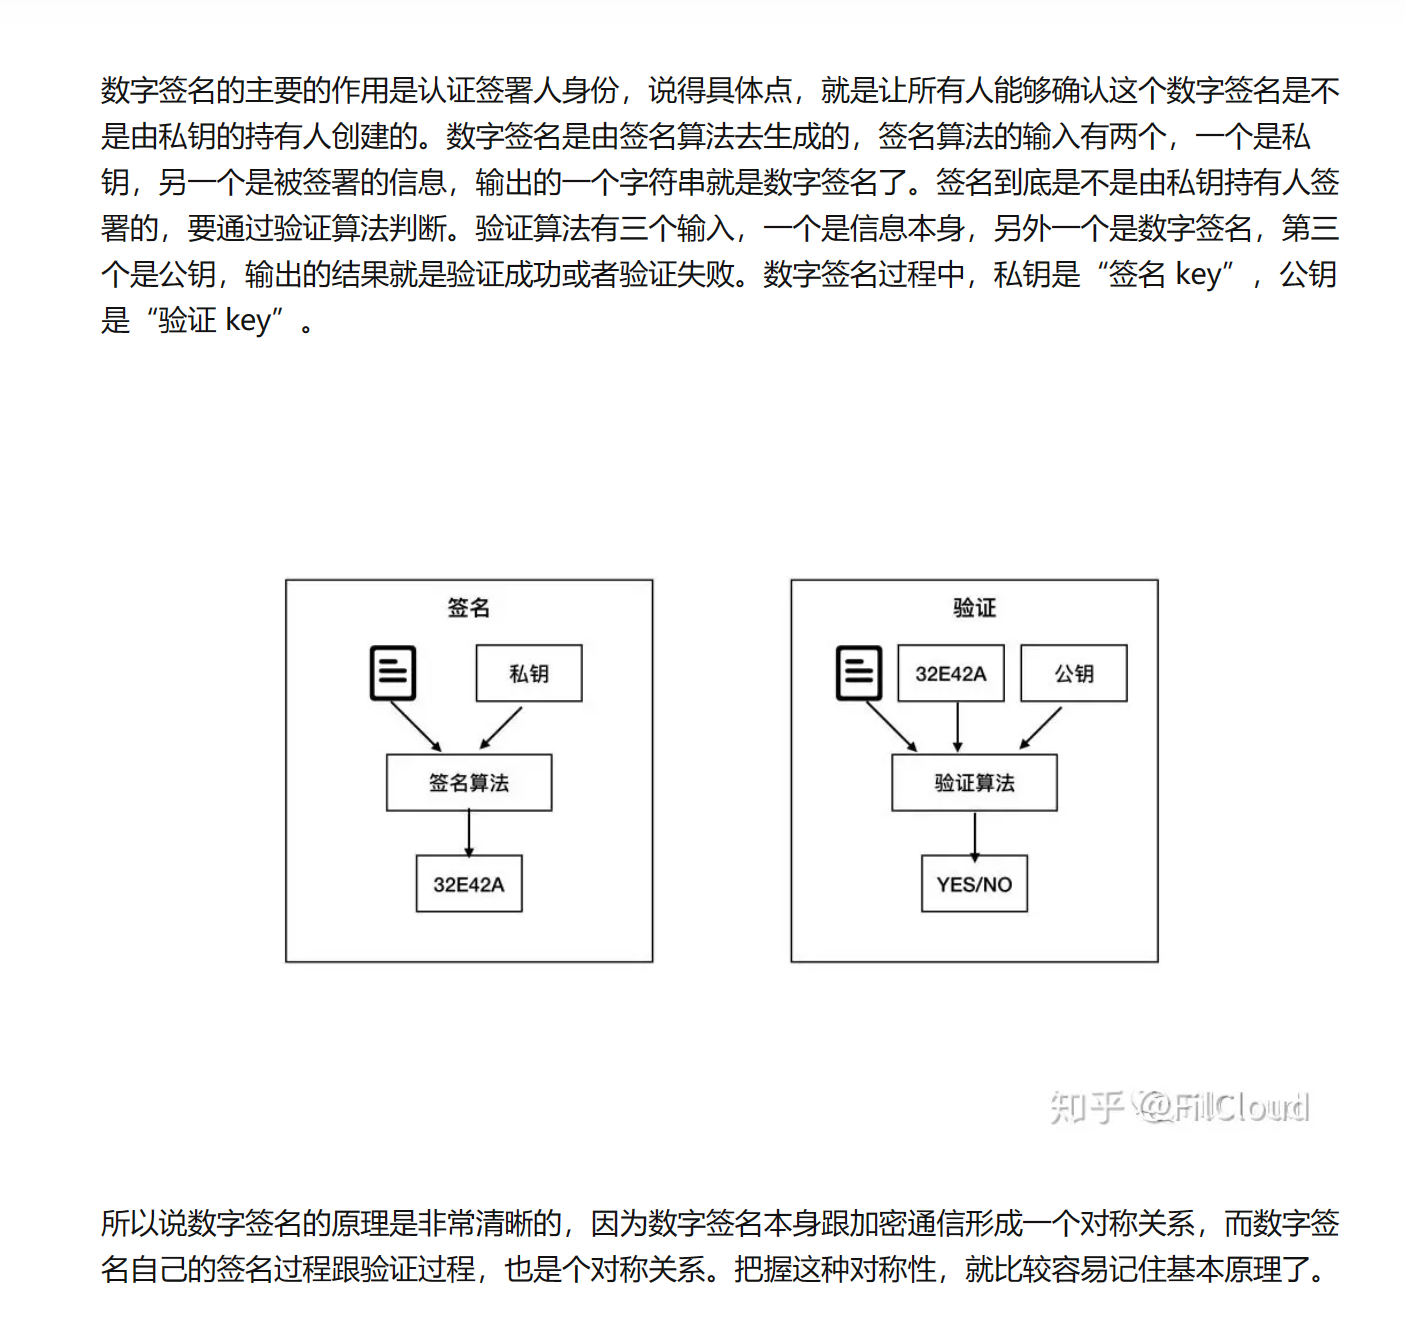 数字签名的主要的作用是认证签署人身份，说得具体点，就是让所有人能够确认这个数字签名是不
是由私钥的持有人创建的。数字签名是由签名算法去生成的，签名算法的输入有两个，一个是私
钥，另一个是被签署的信息，输出的一个字符串就是数字签名了。签名到底是不是由私钥持有人签
署的，要通过验证算法判断。验证算法有三个输入，一个是信息本身，另外一个是数字签名，第三
个是公钥，输出的结果就是验证成功或者验证失败。数字签名过程中，私钥是“签名 key”，公钥
是“验证 key”。
签名
私钥
签名算法
32E42A
验证
32E42A
公钥
验证算法
YES/NO
知乎 @FilCloud
所以说数字签名的原理是非常清晰的，因为数字签名本身跟加密通信形成一个对称关系，而数字签
名自己的签名过程跟验证过程，也是个对称关系。把握这种对称性，就比较容易记住基本原理了。